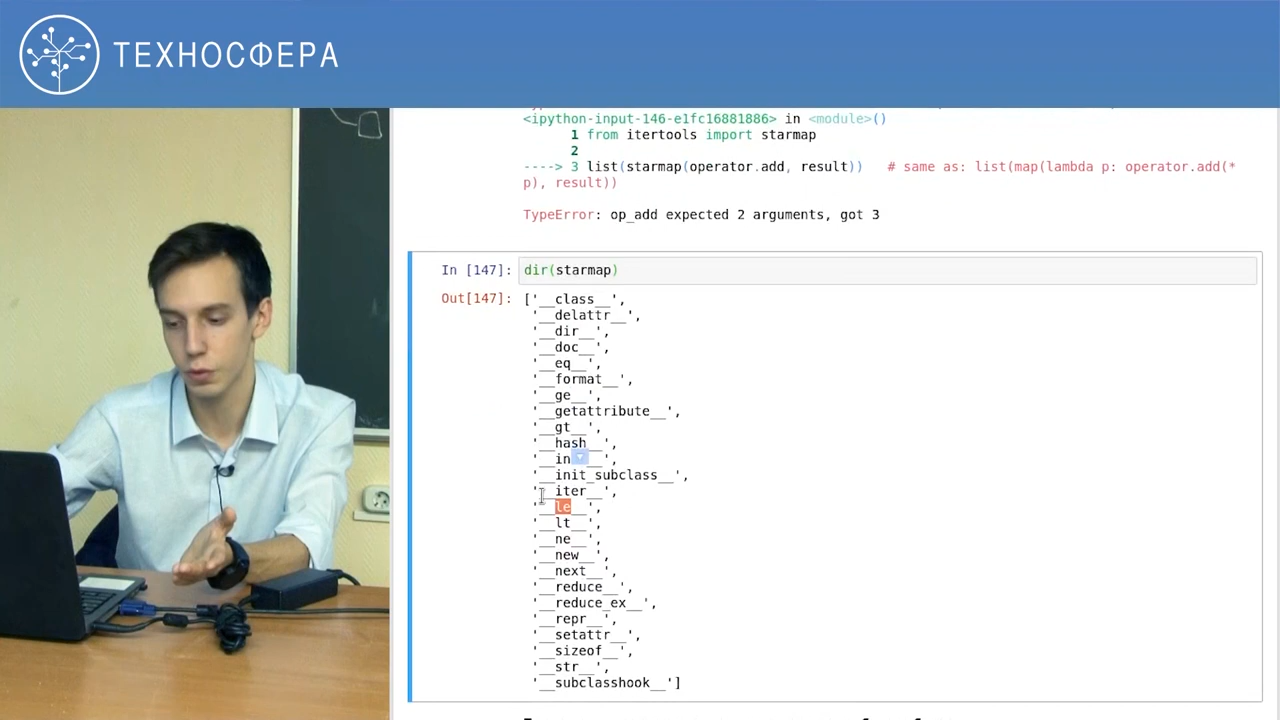 ТЕХНОСФЕРА
<ipython-input-146-e1fc16881886> in <module>()
1 from itertools import starmap
2
----> 3 list(starmap(operator.add, result))   # same as: list(map(lambda p: operator.add(*
p), result))
TypeError: op_add expected 2 arguments, got 3
In [147]: dir(starmap)
Out[147]: ['__class__',
'__delattr__',
'__dir__',
'__doc__',
'__eq__',
'__format__',
'__ge__',
'__getattribute__',
'__gt__',
'__hash__',
'__in__',
'__init_subclass__',
'__iter__',
'__le__',
'__lt__',
'__ne__',
'__new__',
'__next__',
'__reduce__',
'__reduce_ex__',
'__repr__',
'__setattr__',
'__sizeof__',
'__str__',
'__subclasshook__']